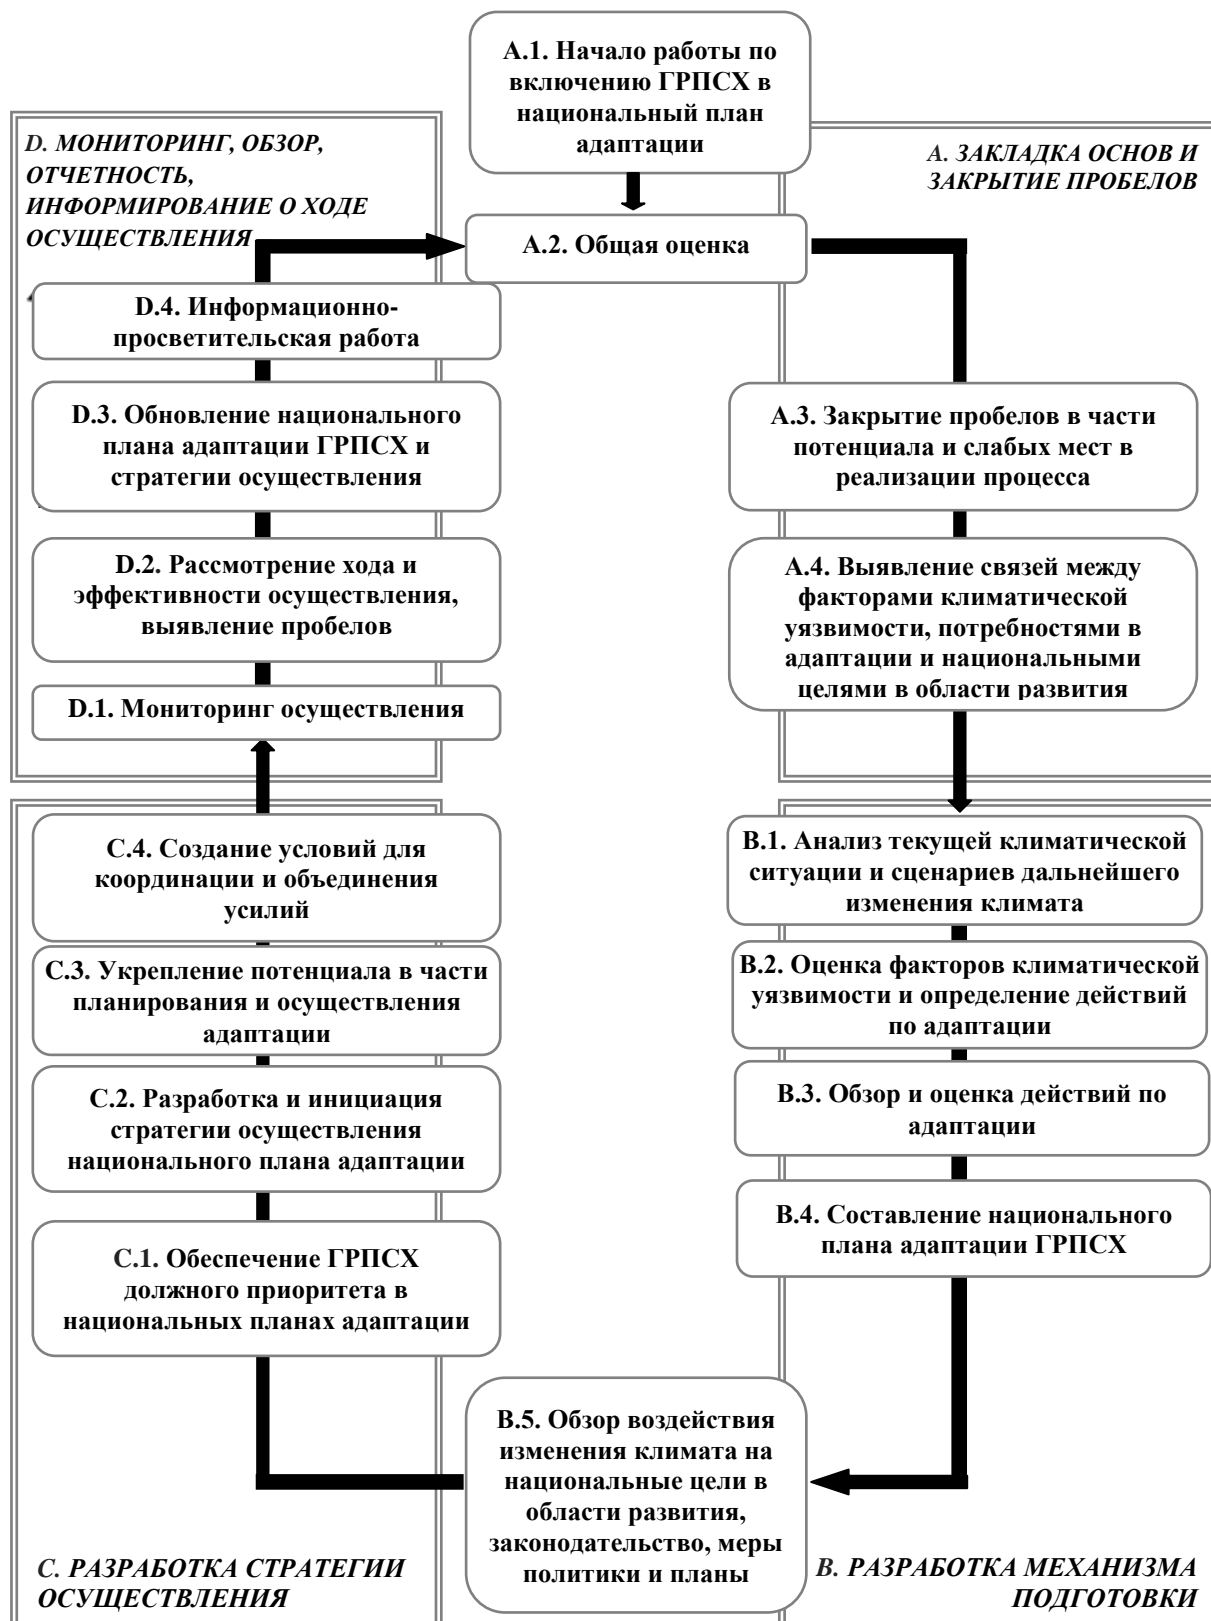 A.1. Начало работы по
включению ГРПСХ в
национальный план
адаптации
A. ЗАКЛАДКА ОСНОВ И
ЗАКРЫТИЕ ПРОБЕЛОВ
A.2. Общая оценка
A.3. Закрытие пробелов в части
потенциала и слабых мест в
реализации процесса
A.4. Выявление связей между
факторами климатической
уязвимости, потребностями в
адаптации и национальными
целями в области развития
B.1. Анализ текущей климатической
ситуации и сценариев дальнейшего
изменения климата
B.2. Оценка факторов климатической
уязвимости и определение действий
по адаптации
B.3. Обзор и оценка действий по
адаптации
B.4. Составление национального
плана адаптации ГРПСХ
B.5. Обзор воздействия
изменения климата на
национальные цели в
области развития,
законодательство, меры
политики и планы
B. РАЗРАБОТКА МЕХАНИЗМА
ПОДГОТОВКИ
C. РАЗРАБОТКА СТРАТЕГИИ
ОСУЩЕСТВЛЕНИЯ
C.1. Обеспечение ГРПСХ
должного приоритета в
национальных планах адаптации
C.2. Разработка и инициация
стратегии осуществления
национального плана адаптации
C.3. Укрепление потенциала в части
планирования и осуществления
адаптации
C.4. Создание условий для
координации и объединения
усилий
D.1. Мониторинг осуществления
D.2. Рассмотрение хода и
эффективности осуществления,
выявление пробелов
D.3. Обновление национального
плана адаптации ГРПСХ и
стратегии осуществления
D.4. Информационно-
просветительская работа
D. МОНИТОРИНГ, ОБЗОР,
ОТЧЕТНОСТЬ,
ИНФОРМИРОВАНИЕ О ХОДЕ
ОСУЩЕСТВЛЕНИЯ